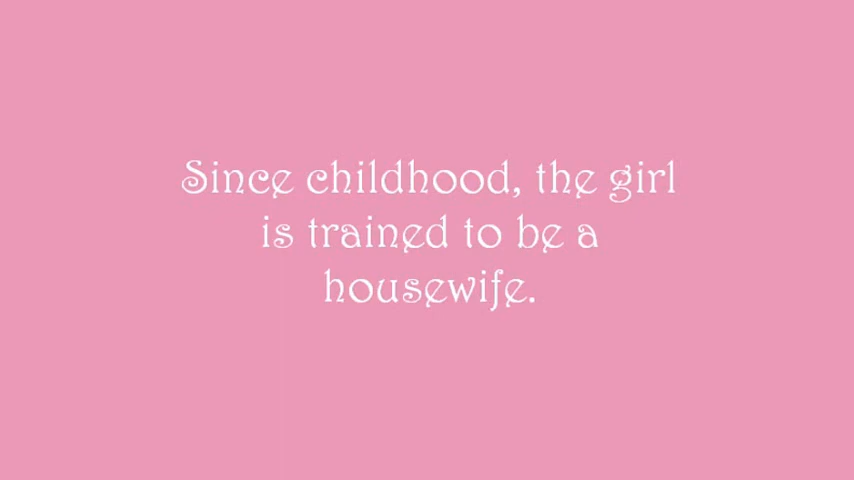 Since childhood, the girl
is trained to be a
housewife.